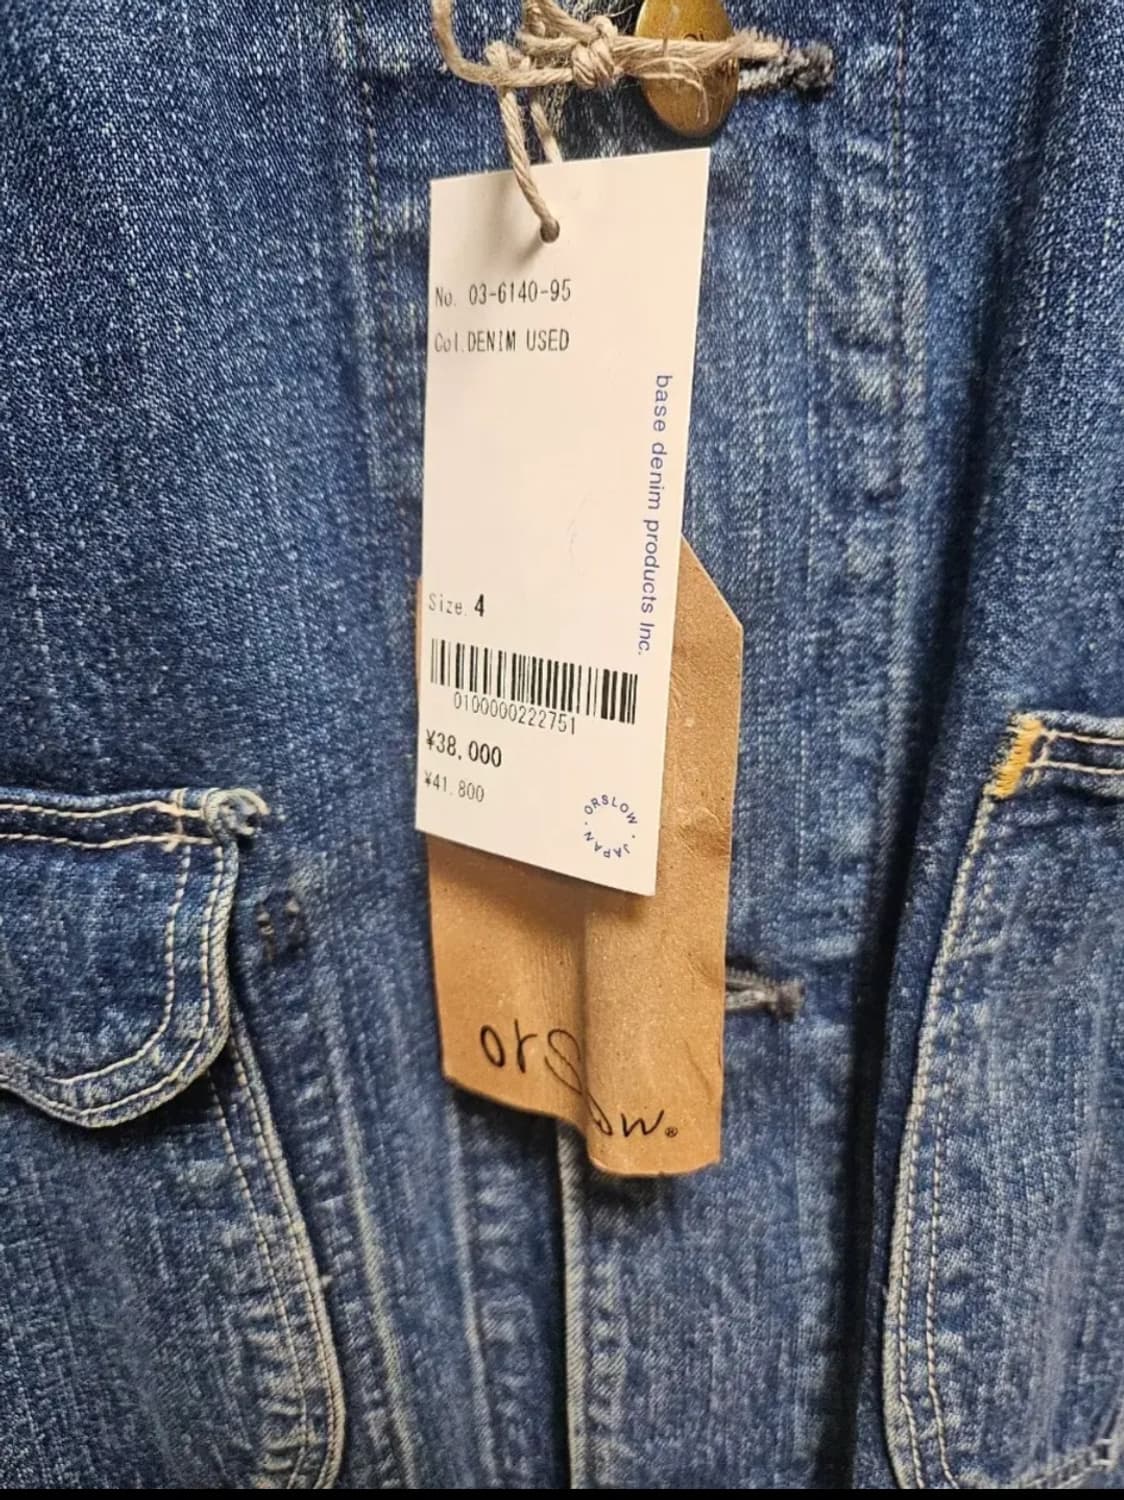 No. 03-6140-95
Col.DENIM USED
base denim products Inc.
Size. 4
0100000222751
¥38,000
¥41,800
ORSLOW · JAPAN ·
orSlow®